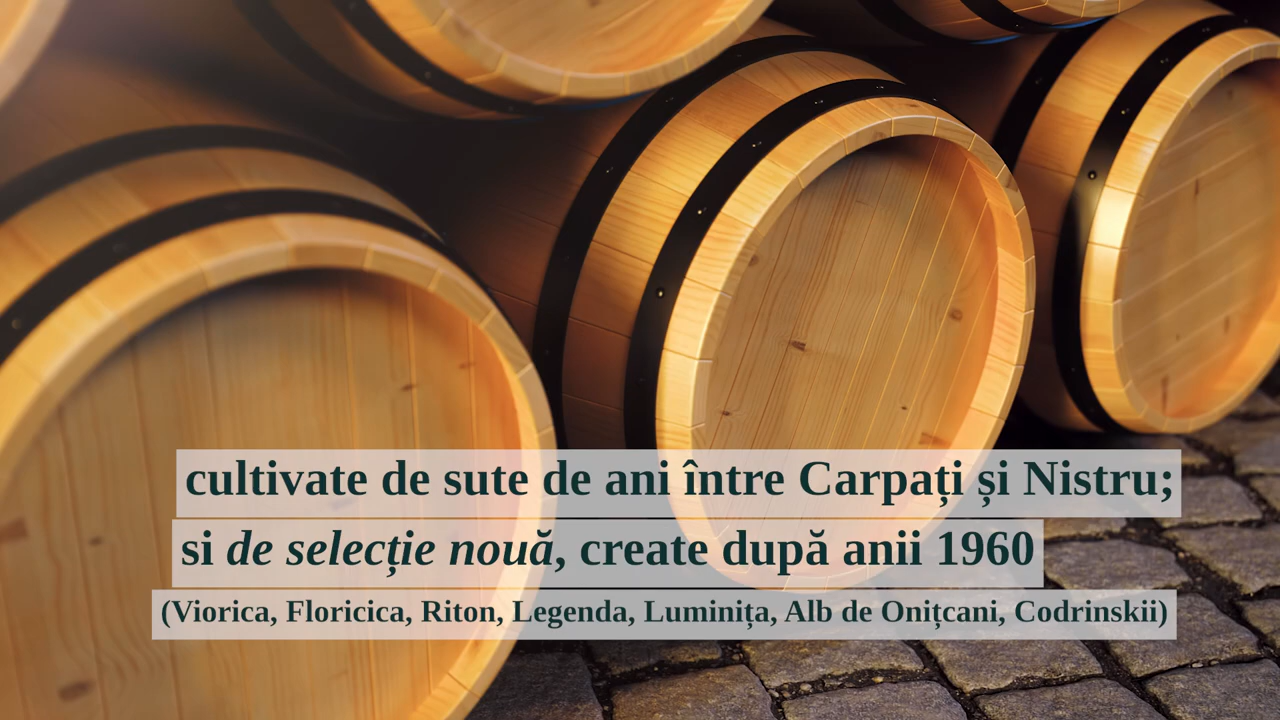 cultivate de sute de ani între Carpați și Nistru;
si de selecție nouă, create după anii 1960
(Viorica, Floricica, Riton, Legenda, Luminița, Alb de Onițcani, Codrinskii)